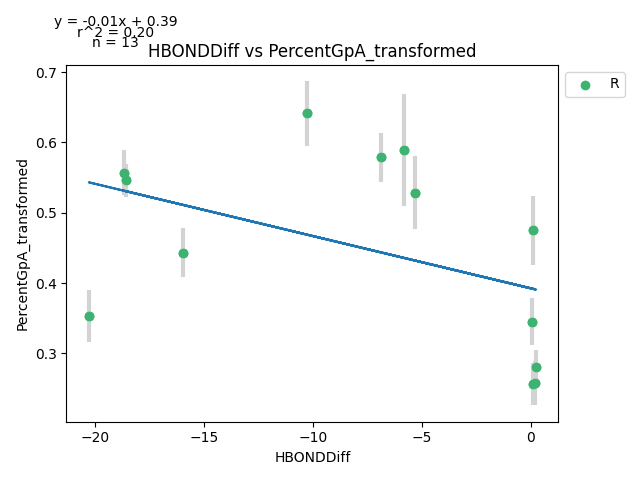 y = -0.01x + 0.39
r^2 = 0.20
n = 13
HBONDDiff vs PercentGpA_transformed
R
0.7
0.6
0.5
0.4
0.3
PercentGpA_transformed
−20
−15
−10
−5
0
HBONDDiff